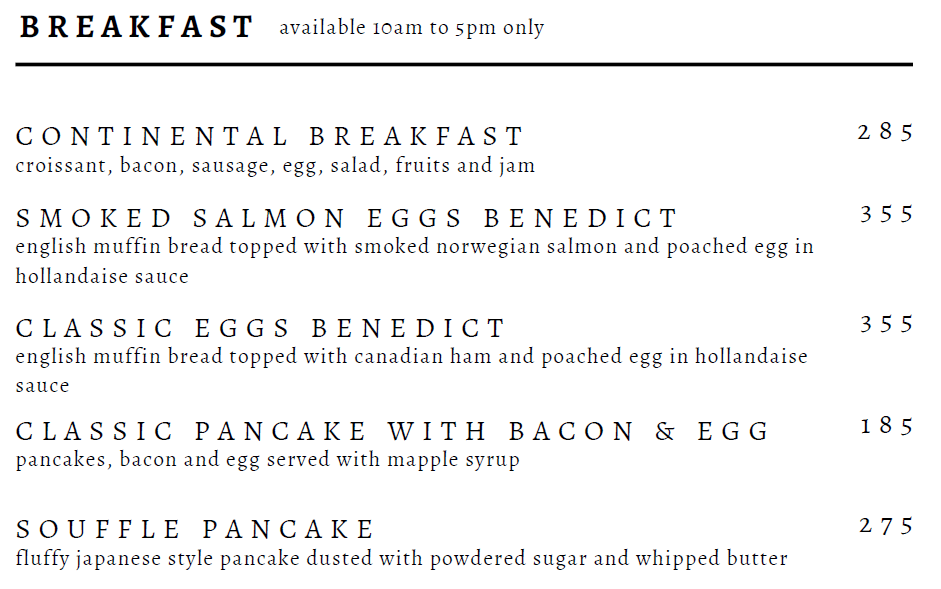 BREAKFAST available 10am to 5pm only
CONTINENTAL BREAKFAST 285
croissant, bacon, sausage, egg, salad, fruits and jam
SMOKED SALMON EGGS BENEDICT 355
english muffin bread topped with smoked norwegian salmon and poached egg in
hollandaise sauce
CLASSIC EGGS BENEDICT 355
english muffin bread topped with canadian ham and poached egg in hollandaise
sauce
CLASSIC PANCAKE WITH BACON & EGG 185
pancakes, bacon and egg served with mapple syrup
SOUFFLE PANCAKE 275
fluffy japanese style pancake dusted with powdered sugar and whipped butter